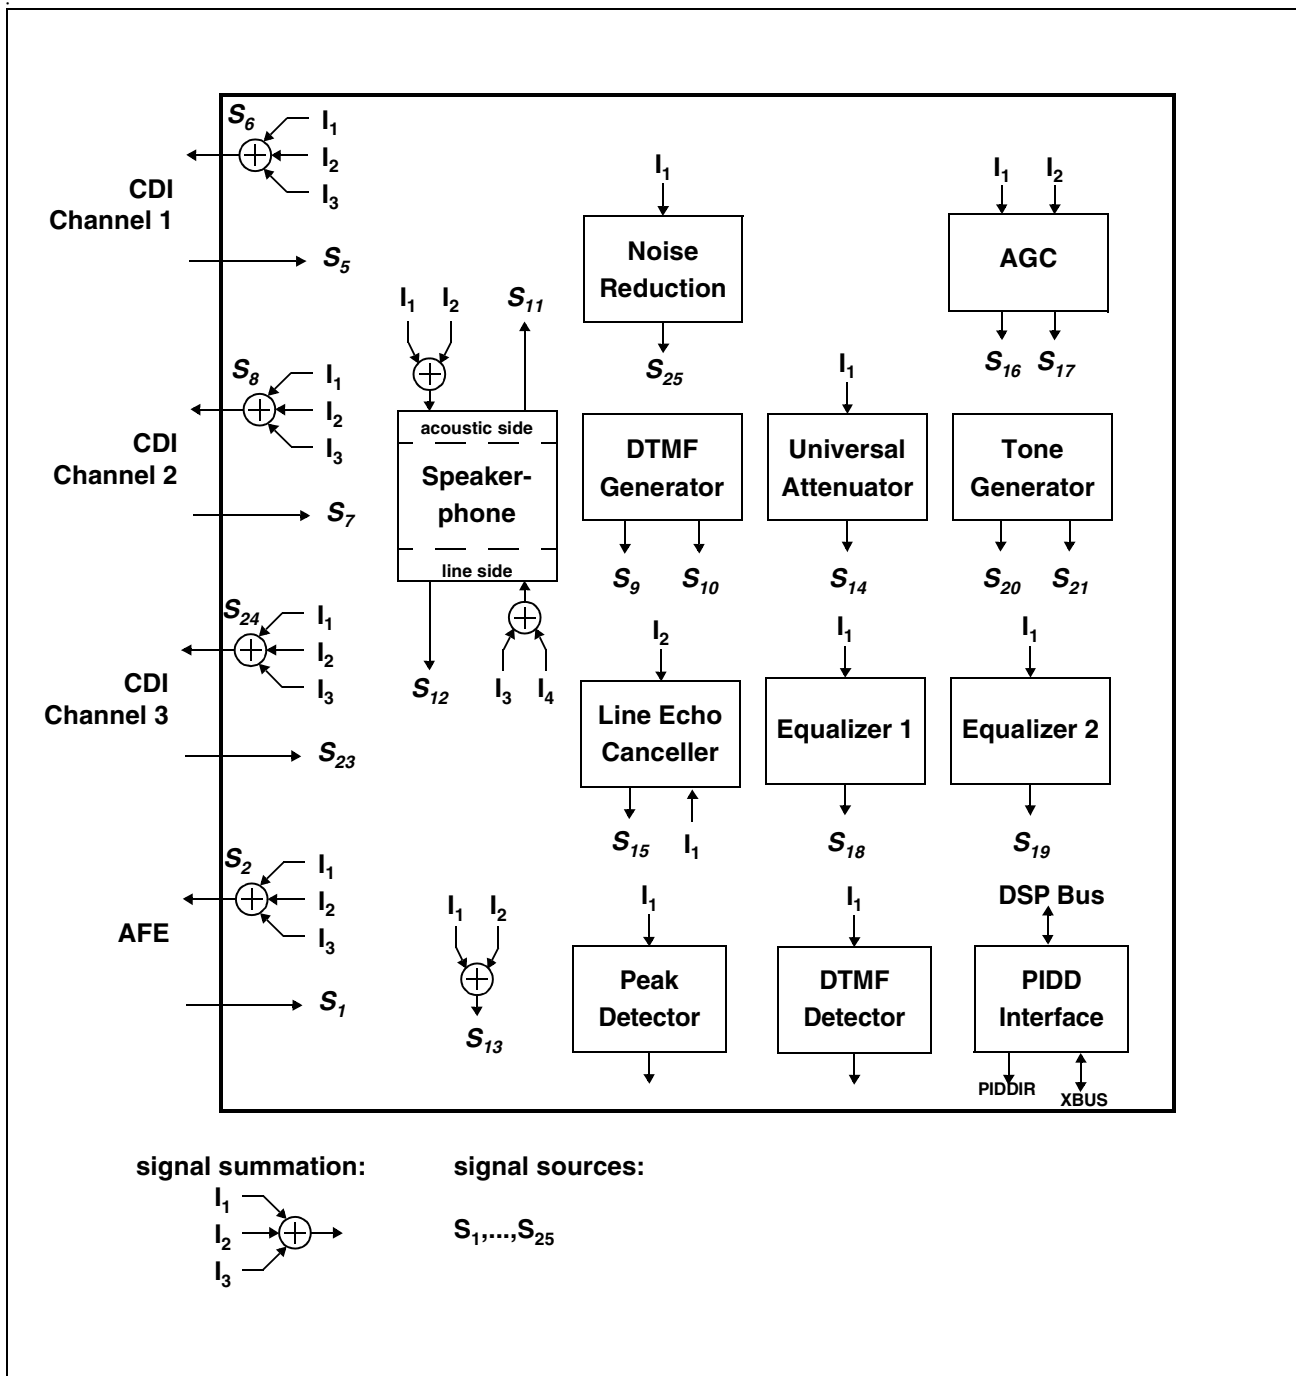 .
S6
I1
I2
I3
CDI
Channel 1
S5
S8
I1
I2
I3
CDI
Channel 2
S7
S24
I1
I2
I3
CDI
Channel 3
S23
S2
I1
I2
I3
AFE
S1
I1 I2
S11
acoustic side
Speaker-
phone
line side
S12
I3 I4
I1 I2
S13
I1
Noise
Reduction
S25
I1 I2
AGC
S16 S17
DTMF
Generator
S9 S10
I1
Universal
Attenuator
S14
Tone
Generator
S20 S21
I2
Line Echo
Canceller
S15 I1
I1
Equalizer 1
S18
I1
Equalizer 2
S19
I1
Peak
Detector
I1
DTMF
Detector
DSP Bus
PIDD
Interface
PIDDIR
XBUS
signal summation:
I1
I2
I3
signal sources:
S1,...,S25